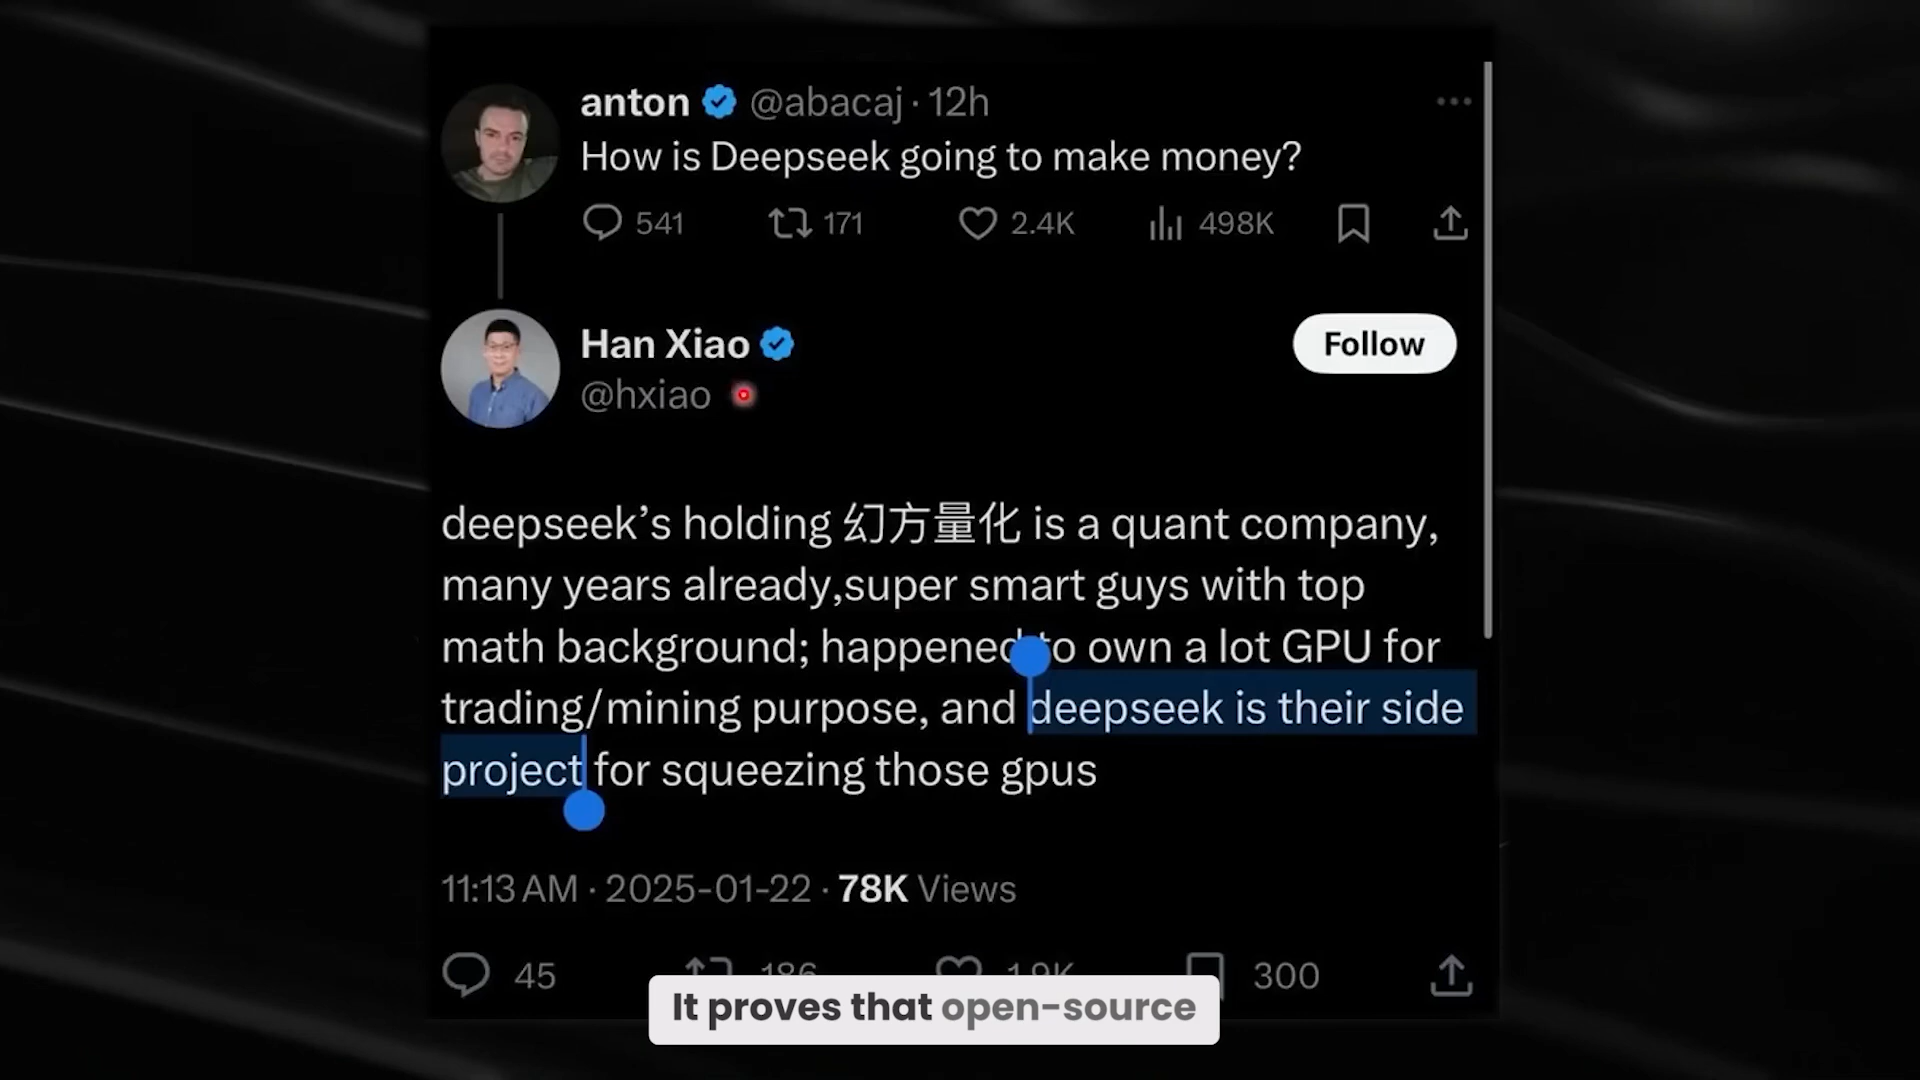 anton @abacaj · 12h
How is Deepseek going to make money?
541 171 2.4K 498K
Han Xiao
Follow
@hxiao
deepseek’s holding 幻方量化 is a quant company,
many years already,super smart guys with top
math background; happened to own a lot GPU for
trading/mining purpose, and deepseek is their side
project for squeezing those gpus
11:13 AM · 2025-01-22 · 78K Views
45 186 1.9K 300
It proves that open-source